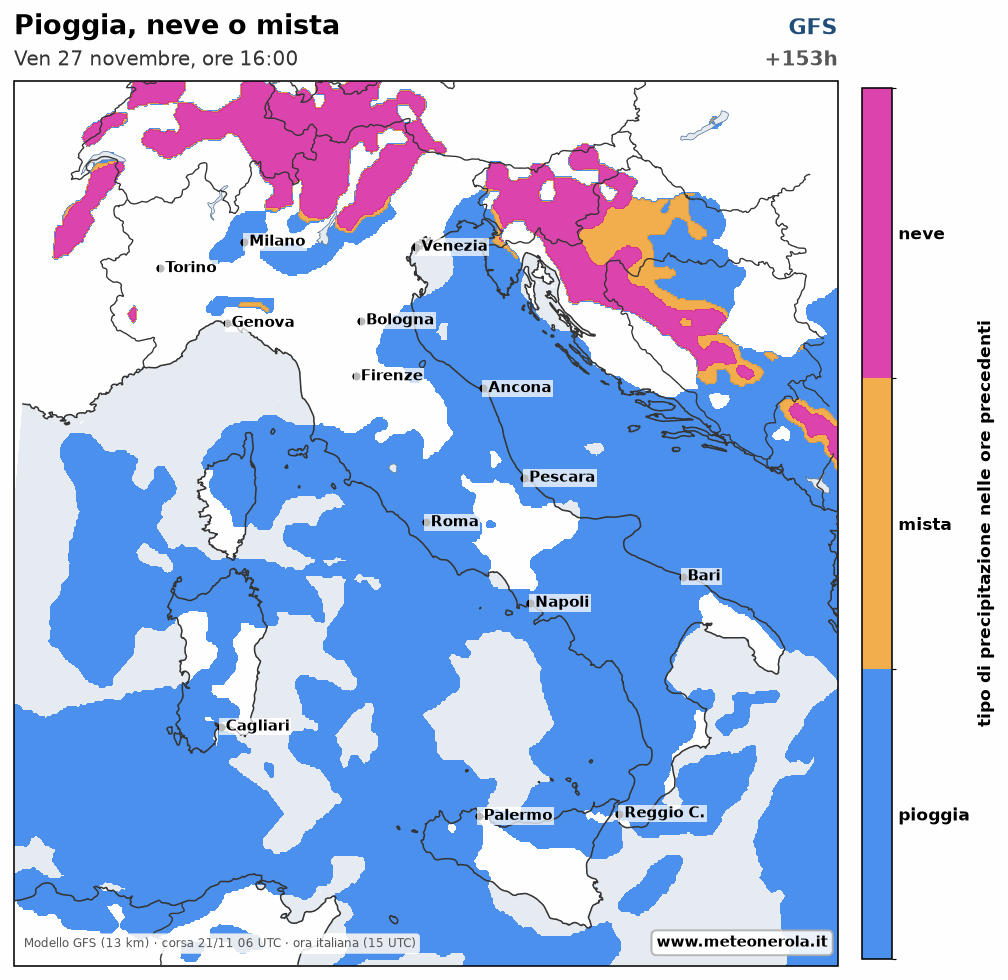 Pioggia, neve o mista
GFS
Ven 27 novembre, ore 16:00
+153h
neve
Milano
Venezia
Torino
Genova
Bologna
Firenze
Ancona
Pescara
Roma
mista
Bari
Napoli
Cagliari
Palermo
Reggio C.
pioggia
tipo di precipitazione nelle ore precedenti
Modello GFS (13 km) · corsa 21/11 06 UTC · ora italiana (15 UTC)
www.meteonerola.it